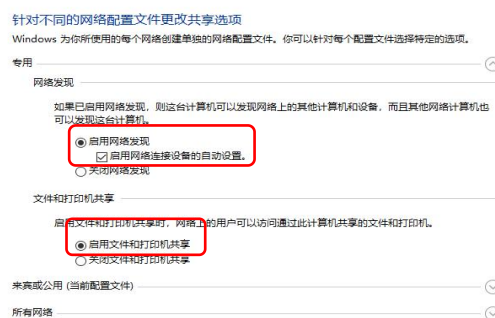 针对不同的网络配置文件更改共享选项
Windows 为你所使用的每个网络创建单独的网络配置文件。你可以针对每个配置文件选择特定的选项。
专用
网络发现
如果已启用网络发现，则这台计算机可以发现网络上的其他计算机和设备，而且其他网络计算机也
可以发现这台计算机。
启用网络发现
启用网络连接设备的自动设置。
关闭网络发现
文件和打印机共享
启用文件和打印机共享时，网络上的用户可以访问通过此计算机共享的文件和打印机。
启用文件和打印机共享
关闭文件和打印机共享
来宾或公用 (当前配置文件)
所有网络